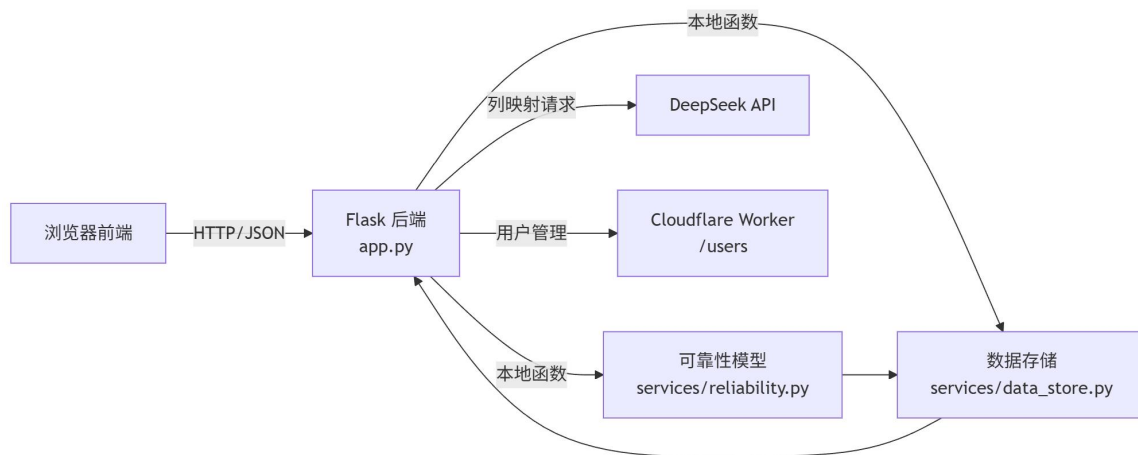 本地函数
列映射请求
DeepSeek API
浏览器前端
HTTP/JSON
Flask 后端
app.py
用户管理
Cloudflare Worker
/users
本地函数
可靠性模型
services/reliability.py
数据存储
services/data_store.py